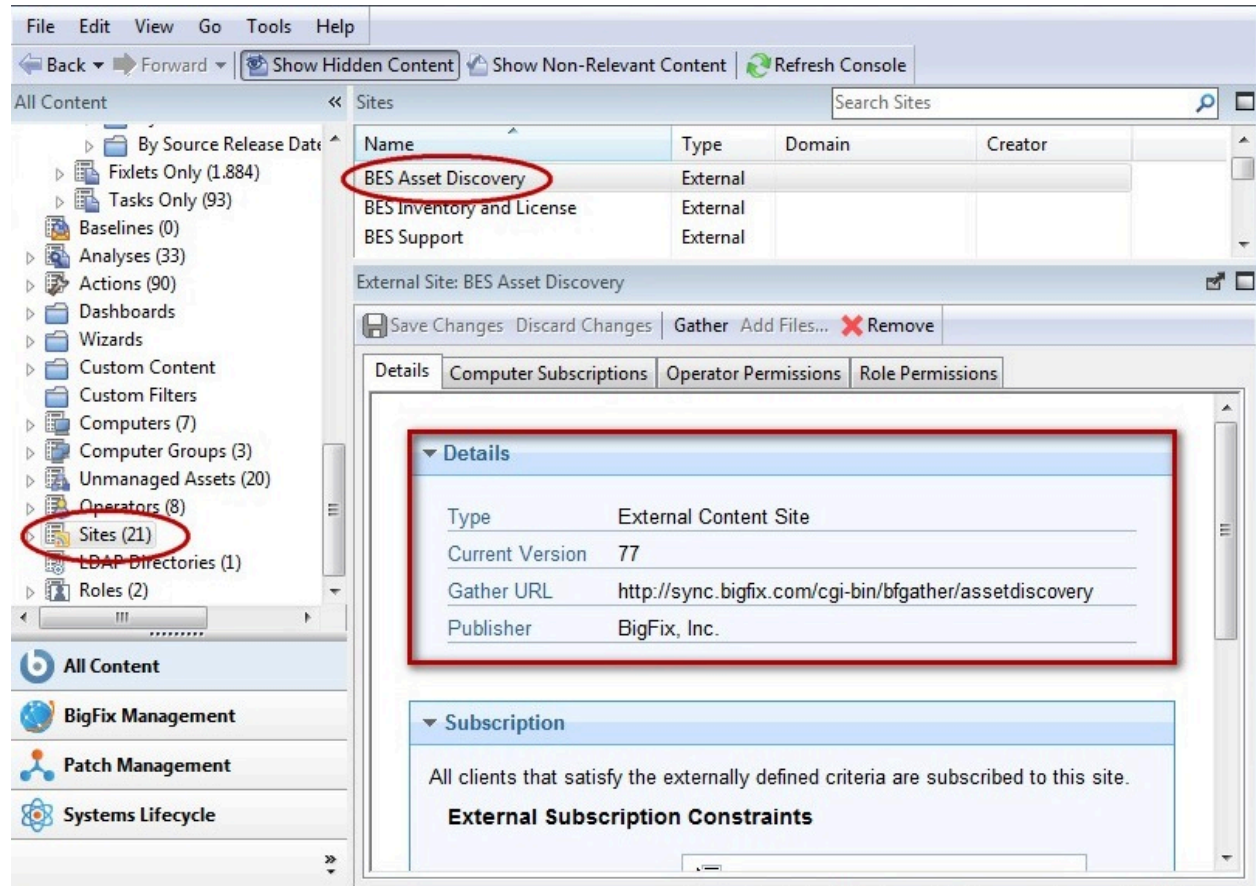 File Edit View Go Tools Help
Back Forward Show Hidden Content Show Non-Relevant Content Refresh Console
All Content
By Source Release Date
Fixlets Only (1.884)
Tasks Only (93)
Baselines (0)
Analyses (33)
Actions (90)
Dashboards
Wizards
Custom Content
Custom Filters
Computers (7)
Computer Groups (3)
Unmanaged Assets (20)
Operators (8)
Sites (21)
LDAP Directories (1)
Roles (2)
All Content
BigFix Management
Patch Management
Systems Lifecycle
Sites Search Sites
Name Type Domain Creator
BES Asset Discovery External
BES Inventory and License External
BES Support External
External Site: BES Asset Discovery
Save Changes Discard Changes Gather Add Files... Remove
Details Computer Subscriptions Operator Permissions Role Permissions
Details
Type External Content Site
Current Version 77
Gather URL http://sync.bigfix.com/cgi-bin/bfgather/assetdiscovery
Publisher BigFix, Inc.
Subscription
All clients that satisfy the externally defined criteria are subscribed to this site.
External Subscription Constraints